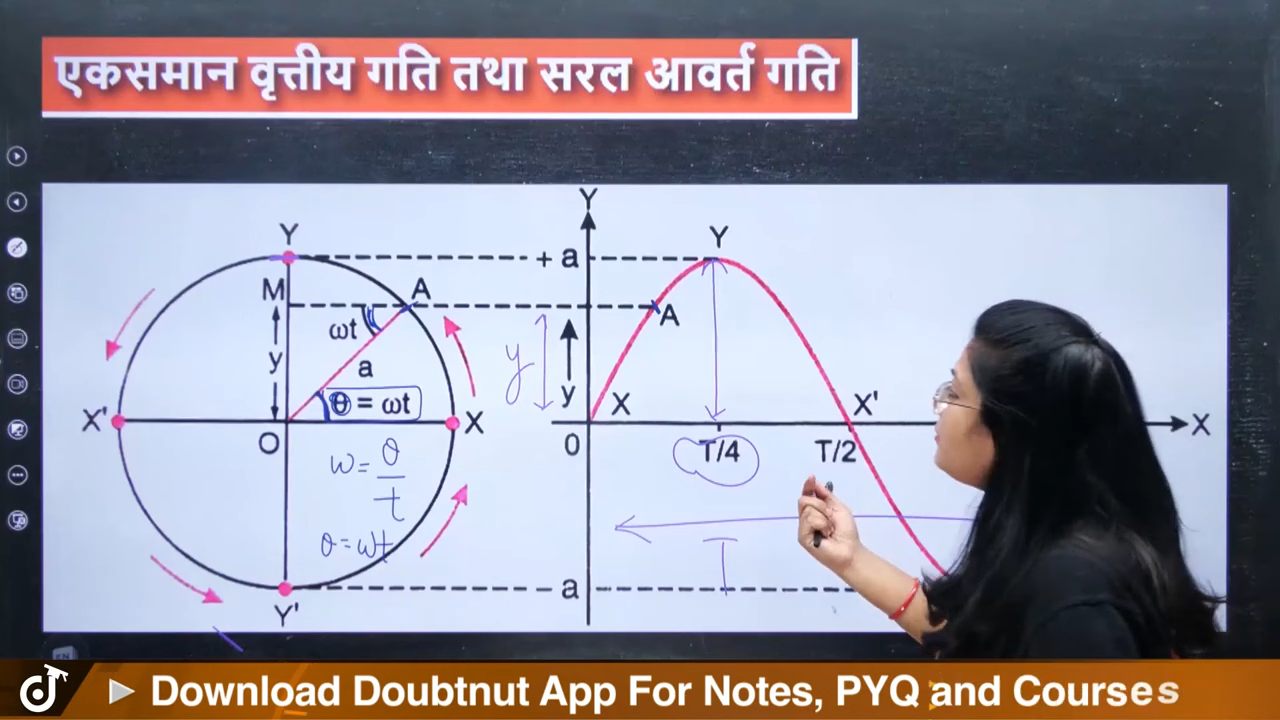 एकसमान वृत्तीय गति तथा सरल आवर्त गति
Y
Y
Y
+ a
M
A
A
ωt
y
a
θ = ωt
y
y
X
X'
X'
O
X
0
T/4
T/2
X
ω = θ/t
θ = ωt
T
a
Y'
EN
Download Doubtnut App For Notes, PYQ and Courses